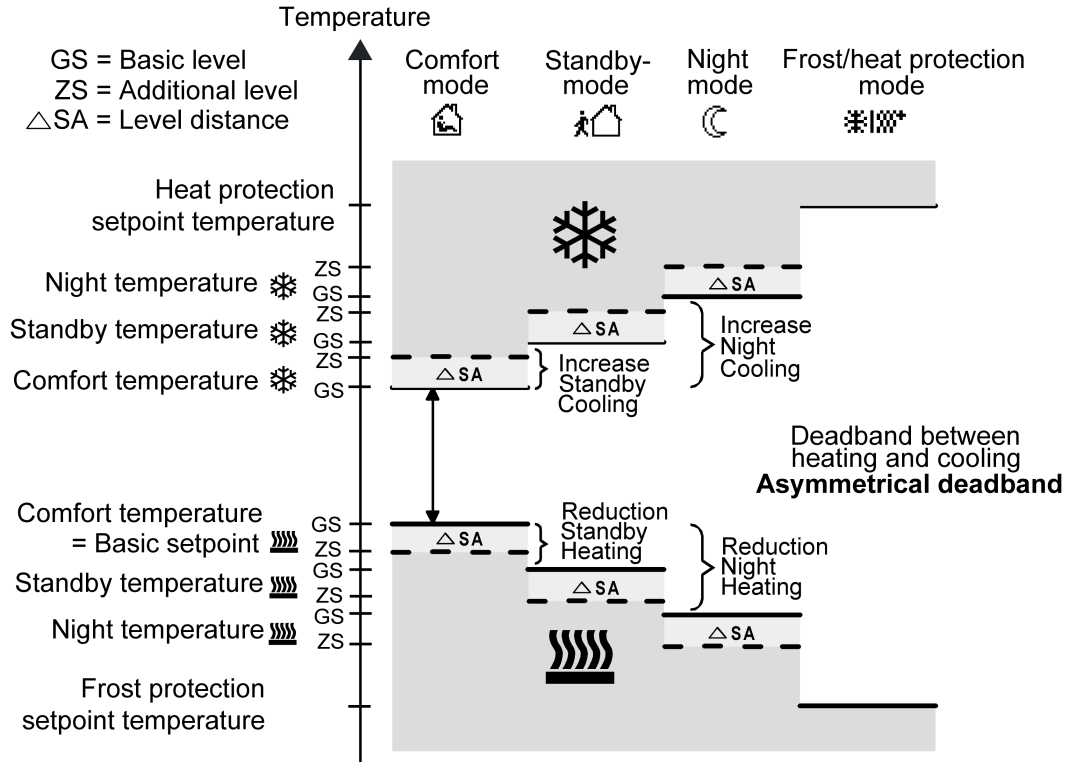 Temperature
GS = Basic level
ZS = Additional level
△SA = Level distance
Comfort
mode
Standby-
mode
Night
mode
Frost/heat protection
mode
Heat protection
setpoint temperature
Night temperature
ZS
GS
△SA
Standby temperature
ZS
GS
△SA
Comfort temperature
ZS
GS
△SA
Increase
Standby
Cooling
Increase
Night
Cooling
Deadband between
heating and cooling
Asymmetrical deadband
Comfort temperature
= Basic setpoint
GS
ZS
△SA
Reduction
Standby
Heating
Standby temperature
GS
ZS
△SA
Reduction
Night
Heating
Night temperature
GS
ZS
△SA
Frost protection
setpoint temperature